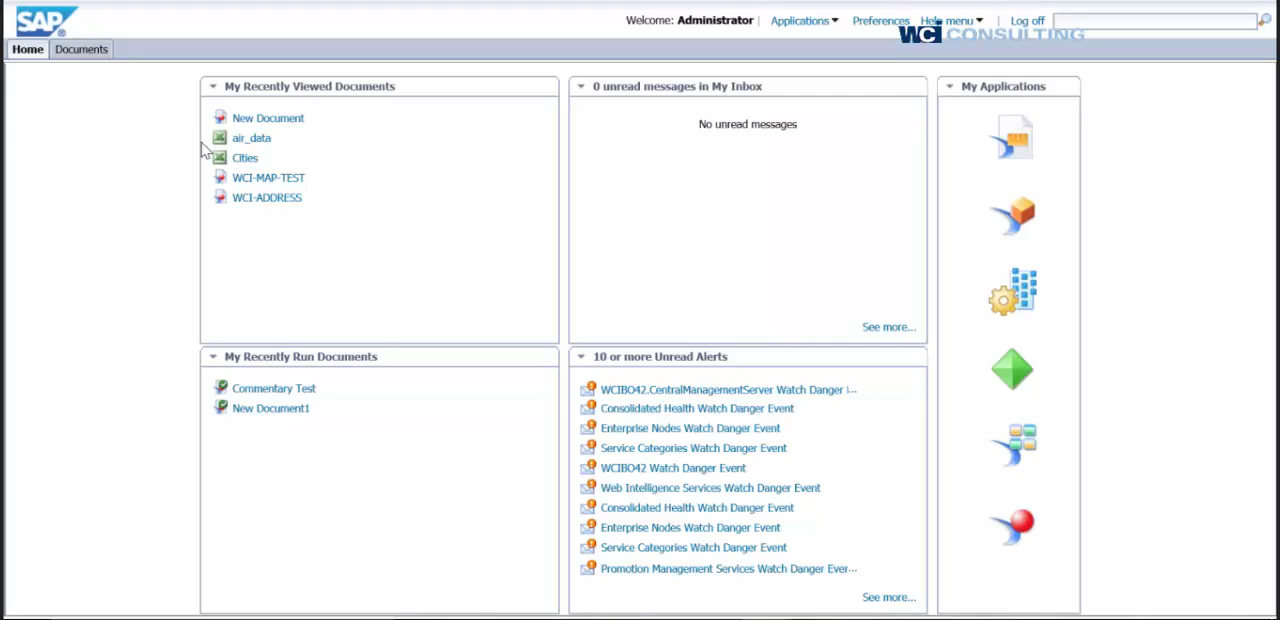 SAP
Welcome: Administrator | Applications Preferences Help menu | Log off
WCI CONSULTING
Home Documents
My Recently Viewed Documents
New Document
air_data
Cities
WCI-MAP-TEST
WCI-ADDRESS
0 unread messages in My Inbox
No unread messages
See more...
My Applications
My Recently Run Documents
Commentary Test
New Document1
10 or more Unread Alerts
WCIBO42.CentralManagementServer Watch Danger ...
Consolidated Health Watch Danger Event
Enterprise Nodes Watch Danger Event
Service Categories Watch Danger Event
WCIBO42 Watch Danger Event
Web Intelligence Services Watch Danger Event
Consolidated Health Watch Danger Event
Enterprise Nodes Watch Danger Event
Service Categories Watch Danger Event
Promotion Management Services Watch Danger Ever...
See more...